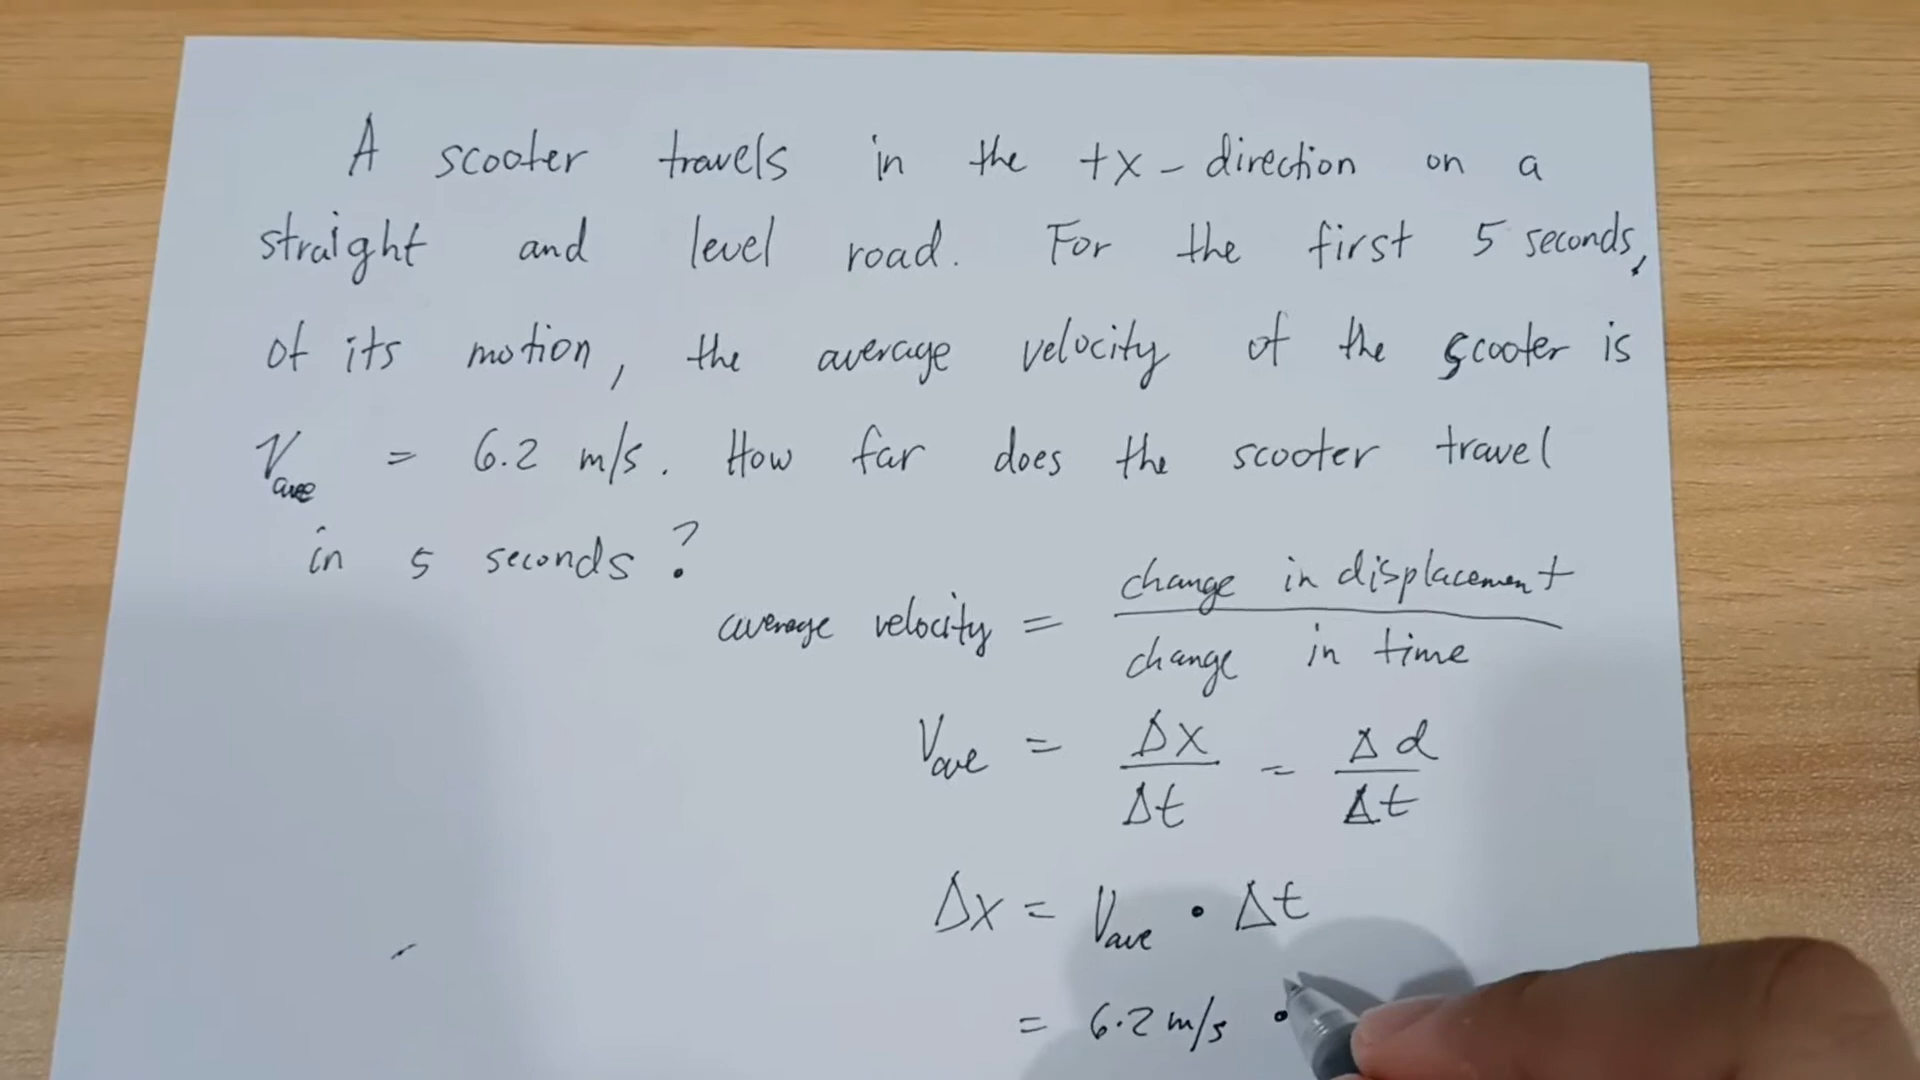 A scooter travels in the +x-direction on a
straight and level road. For the first 5 seconds,
of its motion, the average velocity of the scooter is
Vave = 6.2 m/s. How far does the scooter travel
in 5 seconds?
average velocity = change in displacement / change in time
Vave = Δx/Δt = Δd/Δt
Δx = Vave • Δt
= 6.2 m/s •